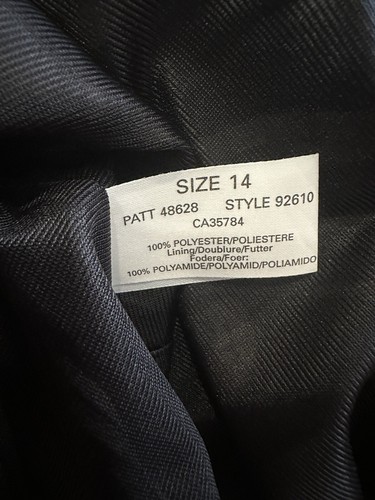 SIZE 14
PATT 48628 STYLE 92610
CA35784
100% POLYESTER/POLIESTERE
Lining/Doublure/Futter
Fodera/Foer:
100% POLYAMIDE/POLYAMID/POLIAMIDO